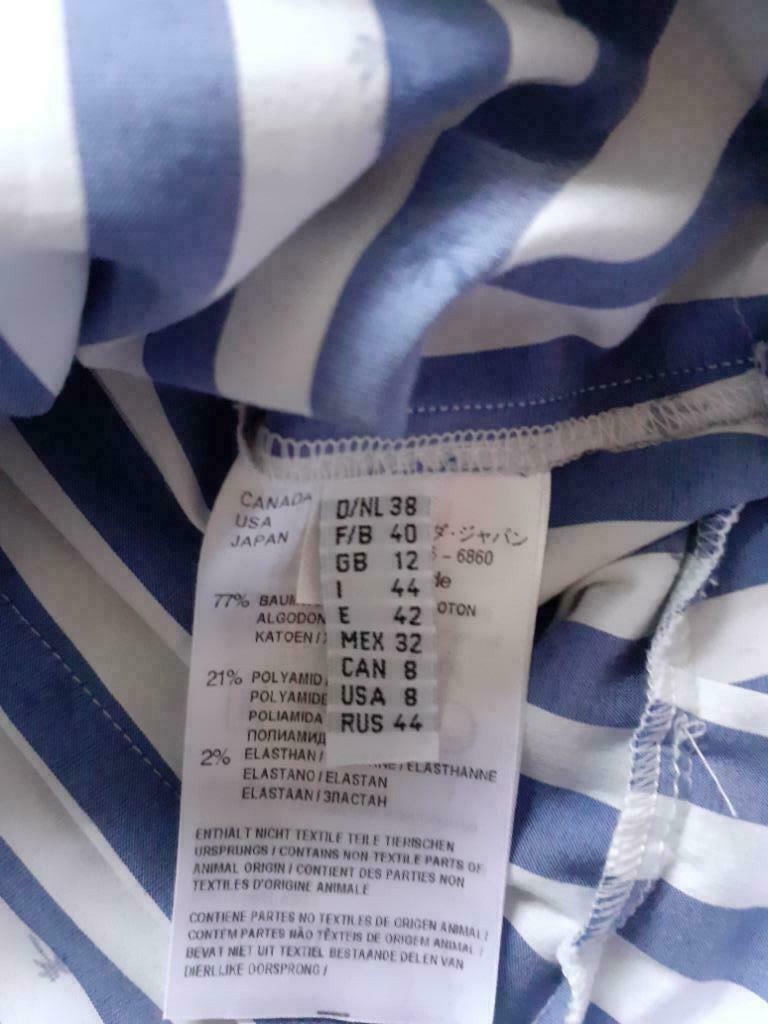 CANADA
USA
JAPAN
ダ・ジャパン
- 6860
D/NL 38
F/B 40
GB 12
I 44
E 42
MEX 32
CAN 8
USA 8
RUS 44
77%
ALGODON
KATOEN /
OTON
21% POLYAMID
POLYAMIDE
POLIAMIDA
ПОЛИАМИД
2% ELASTHAN /
/ ELASTHANNE
ELASTANO / ELASTAN
ELASTAAN / ЭЛАСТАН
ENTHÄLT NICHT TEXTILE TEILE TIERISCHEN
URSPRUNGS / CONTAINS NON TEXTILE PARTS OF
ANIMAL ORIGIN / CONTIENT DES PARTIES NON
TEXTILES D'ORIGINE ANIMALE
CONTIENE PARTES NO TEXTILES DE ORIGEN ANIMAL /
CONTÉM PARTES NÃO TÊXTEIS DE ORIGEM ANIMAL /
BEVAT NIET UIT TEXTIEL BESTAANDE DELEN VAN
DIERLIJKE OORSPRONG /